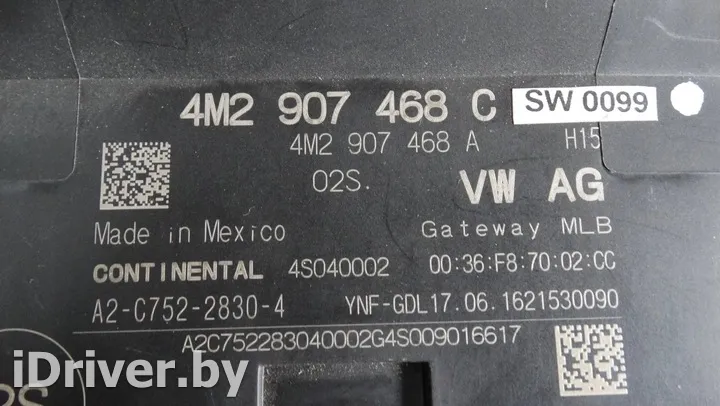 4M2 907 468 C SW 0099
4M2 907 468 A H15
02S. VW AG
Made in Mexico Gateway MLB
CONTINENTAL 4S040002 00:36:F8:70:02:CC
A2-C752-2830-4 YNF-GDL17.06.1621530090
A2C752283040002G4S009016617
iDriver.by